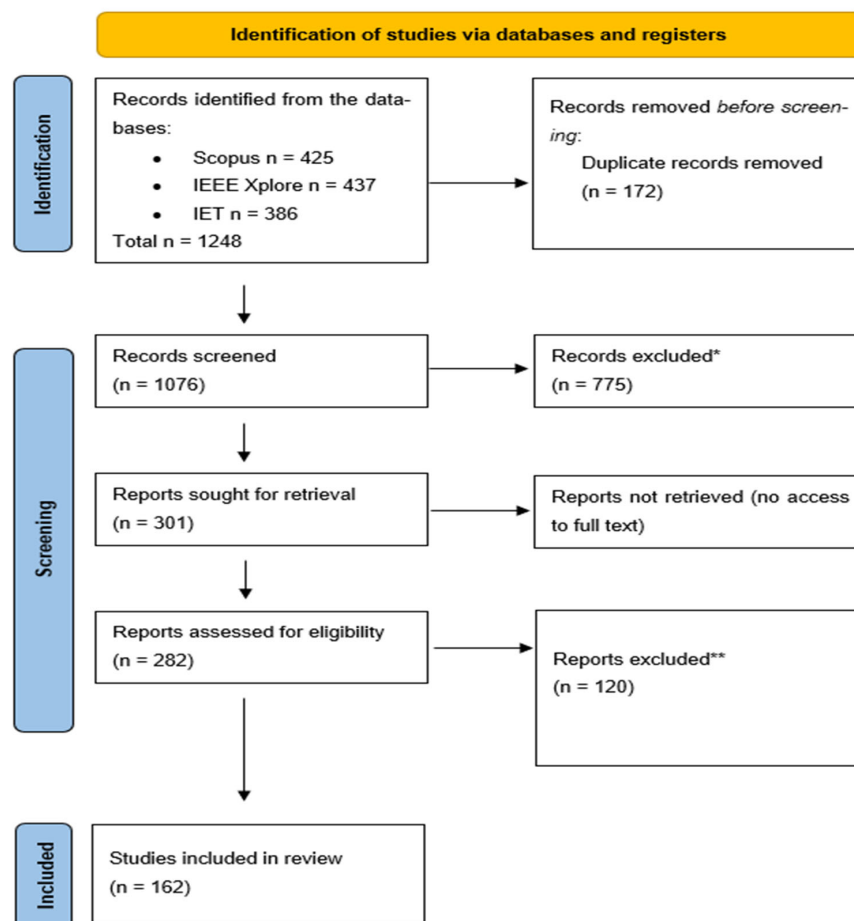 Identification of studies via databases and registers
Identification
Records identified from the data-
bases:
• Scopus n = 425
• IEEE Xplore n = 437
• IET n = 386
Total n = 1248
Records removed before screen-
ing:
Duplicate records removed
(n = 172)
Screening
Records screened
(n = 1076)
Records excluded*
(n = 775)
Reports sought for retrieval
(n = 301)
Reports not retrieved (no access
to full text)
Reports assessed for eligibility
(n = 282)
Reports excluded**
(n = 120)
Included
Studies included in review
(n = 162)